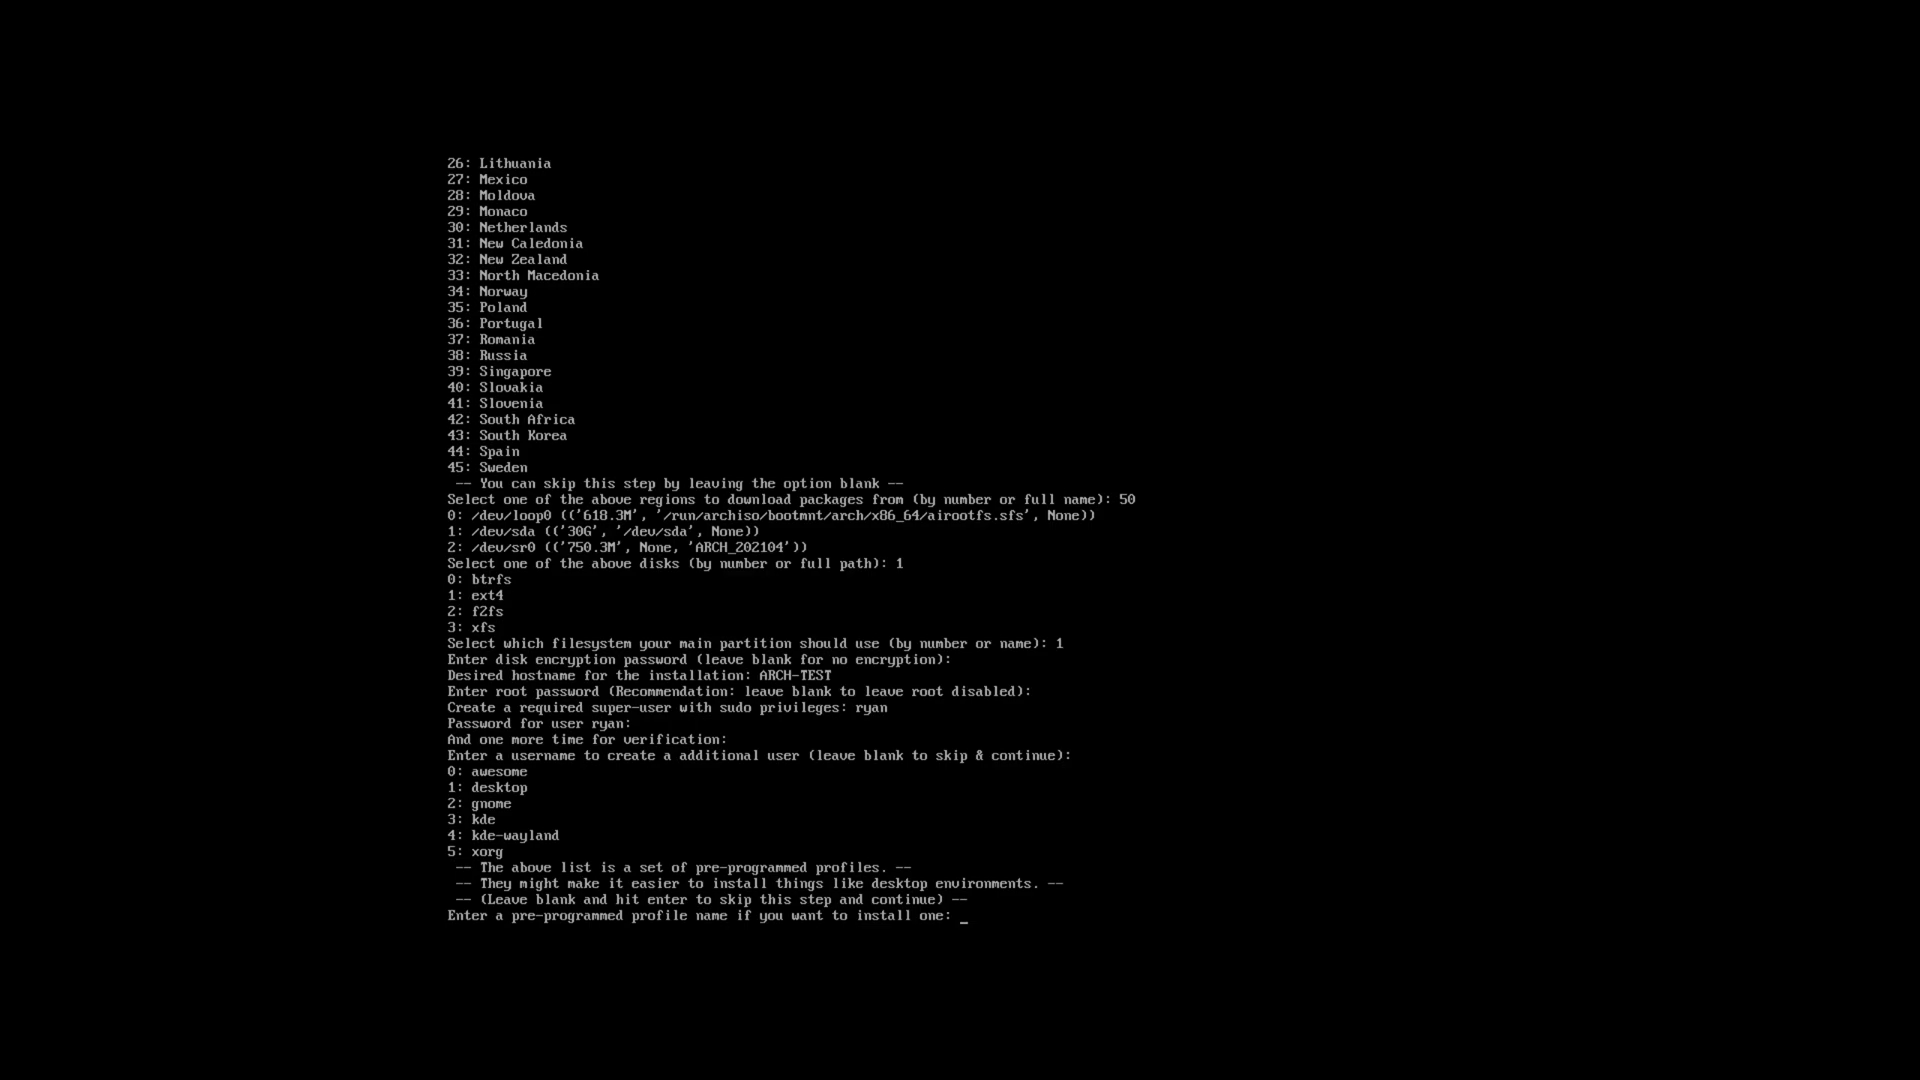 26: Lithuania
27: Mexico
28: Moldova
29: Monaco
30: Netherlands
31: New Caledonia
32: New Zealand
33: North Macedonia
34: Norway
35: Poland
36: Portugal
37: Romania
38: Russia
39: Singapore
40: Slovakia
41: Slovenia
42: South Africa
43: South Korea
44: Spain
45: Sweden
-- You can skip this step by leaving the option blank --
Select one of the above regions to download packages from (by number or full name): 50
0: /dev/loop0 (('618.3M', '/run/archiso/bootmnt/arch/x86_64/airootfs.sfs', None))
1: /dev/sda (('30G', '/dev/sda', None))
2: /dev/sr0 (('750.3M', None, 'ARCH_202104'))
Select one of the above disks (by number or full path): 1
0: btrfs
1: ext4
2: f2fs
3: xfs
Select which filesystem your main partition should use (by number or name): 1
Enter disk encryption password (leave blank for no encryption):
Desired hostname for the installation: ARCH-TEST
Enter root password (Recommendation: leave blank to leave root disabled):
Create a required super-user with sudo privileges: ryan
Password for user ryan:
And one more time for verification:
Enter a username to create a additional user (leave blank to skip & continue):
0: awesome
1: desktop
2: gnome
3: kde
4: kde-wayland
5: xorg
-- The above list is a set of pre-programmed profiles. --
-- They might make it easier to install things like desktop environments. --
-- (Leave blank and hit enter to skip this step and continue) --
Enter a pre-programmed profile name if you want to install one: _